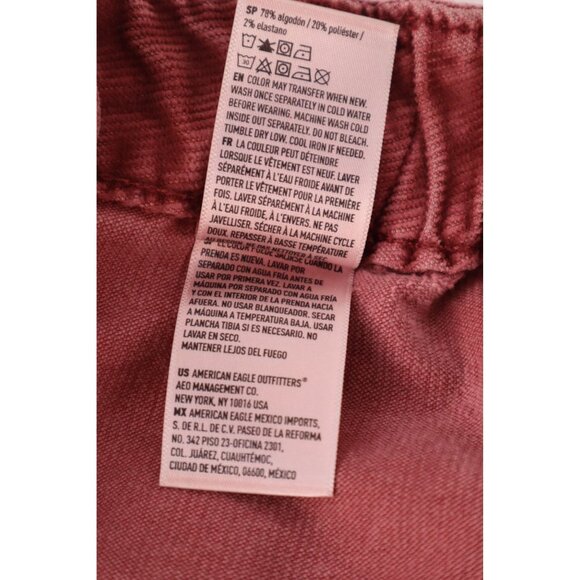 SP 78% algodón / 20% poliéster /
2% elastano
30
EN COLOR MAY TRANSFER WHEN NEW.
WASH ONCE SEPARATELY IN COLD WATER
BEFORE WEARING. MACHINE WASH COLD
INSIDE OUT SEPARATELY. DO NOT BLEACH.
TUMBLE DRY LOW. COOL IRON IF NEEDED.
FR LA COULEUR PEUT DÉTEINDRE
LORSQUE LE VÊTEMENT EST NEUF. LAVER
SÉPARÉMENT À L'EAU FROIDE AVANT DE
PORTER LE VÊTEMENT POUR LA PREMIÈRE
FOIS. LAVER SÉPARÉMENT À LA MACHINE
À L'EAU FROIDE, À L'ENVERS. NE PAS
JAVELLISER. SÉCHER À LA MACHINE CYCLE
DOUX. REPASSER À BASSE TEMPÉRATURE
CUANDO LA
PRENDA ES NUEVA. LAVAR POR
SEPARADO CON AGUA FRÍA ANTES DE
USAR POR PRIMERA VEZ. LAVAR A
MÁQUINA POR SEPARADO CON AGUA FRÍA
Y CON EL INTERIOR DE LA PRENDA HACIA
AFUERA. NO USAR BLANQUEADOR. SECAR
A MÁQUINA A TEMPERATURA BAJA. USAR
PLANCHA TIBIA SI ES NECESARIO. NO
LAVAR EN SECO.
MANTENER LEJOS DEL FUEGO
US AMERICAN EAGLE OUTFITTERS®
AEO MANAGEMENT CO.
NEW YORK, NY 10016 USA
MX AMERICAN EAGLE MEXICO IMPORTS,
S. DE R.L. DE C.V. PASEO DE LA REFORMA
NO. 342 PISO 23-OFICINA 2301,
COL. JUÁREZ, CUAUHTÉMOC,
CIUDAD DE MÉXICO, 06600, MÉXICO